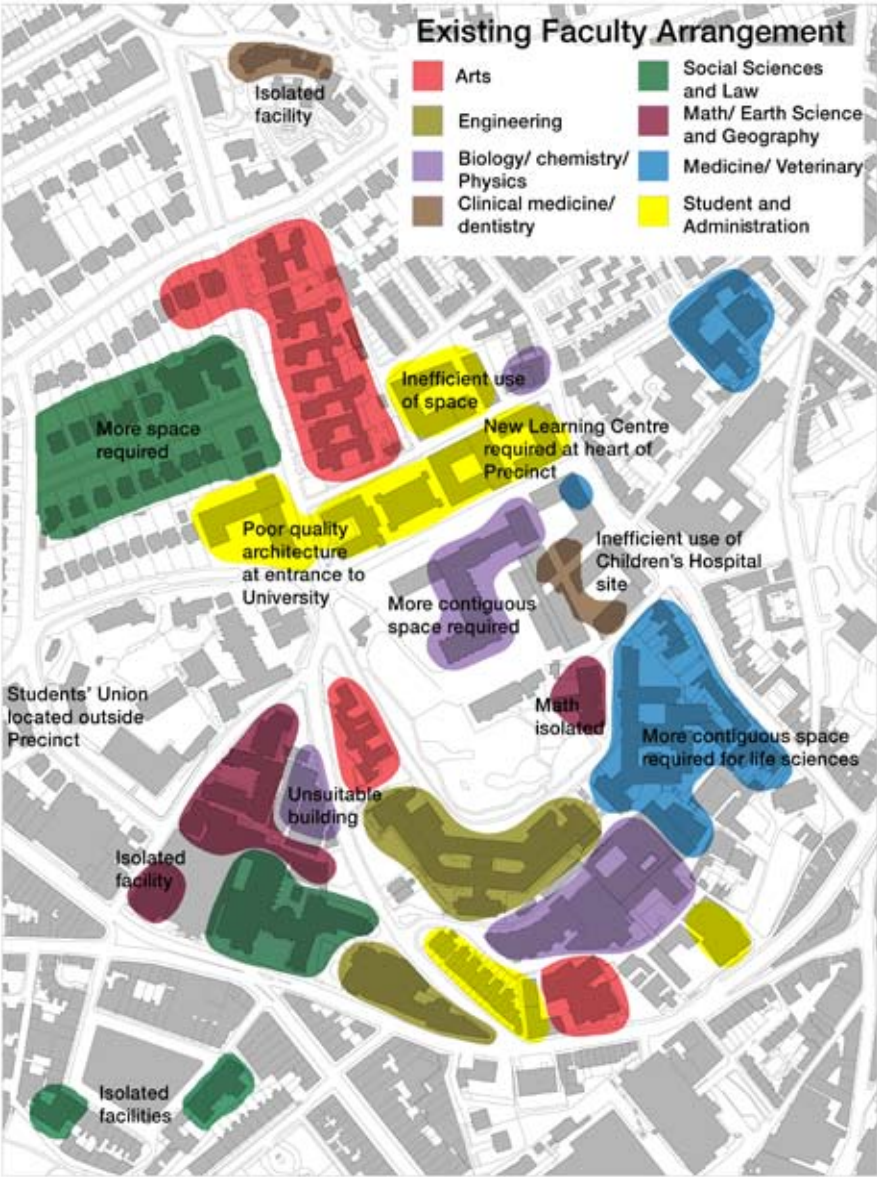 Existing Faculty Arrangement
Arts
Engineering
Biology/ chemistry/
Physics
Clinical medicine/
dentistry
Social Sciences
and Law
Math/ Earth Science
and Geography
Medicine/ Veterinary
Student and
Administration
Isolated
facility
Inefficient use
of space
More space
required
New Learning Centre
required at heart of
Precinct
Poor quality
architecture
at entrance to
University
Inefficient use of
Children's Hospital
site
More contiguous
space required
Students' Union
located outside
Precinct
Math
isolated
More contiguous space
required for life sciences
Unsuitable
building
Isolated
facility
Isolated
facilities